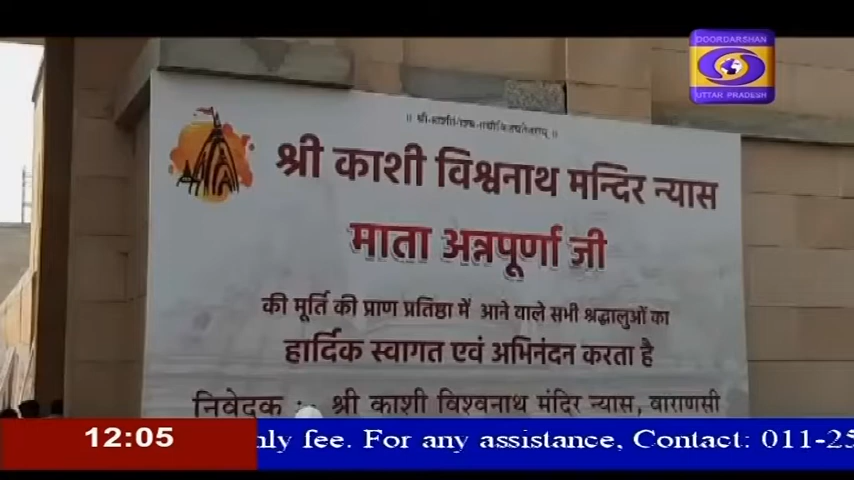 DOORDARSHAN
UTTAR PRADESH
श्री काशी विश्वनाथ मन्दिर न्यास
माता अन्नपूर्णा जी
की मूर्ति की प्राण प्रतिष्ठा में आने वाले सभी श्रद्धालुओं का
हार्दिक स्वागत एवं अभिनंदन करता है
निवेदक :- श्री काशी विश्वनाथ मंदिर न्यास, वाराणसी
12:05
nly fee. For any assistance, Contact: 011-25